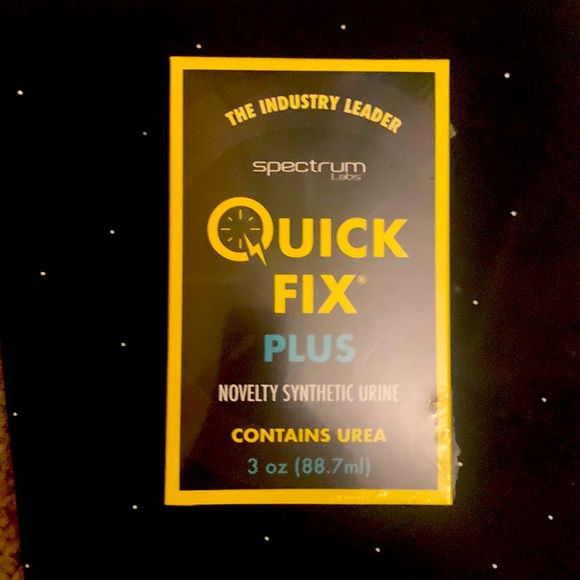 THE INDUSTRY LEADER
spectrum
Labs
QUICK
FIX®
PLUS
NOVELTY SYNTHETIC URINE
CONTAINS UREA
3 oz (88.7ml)